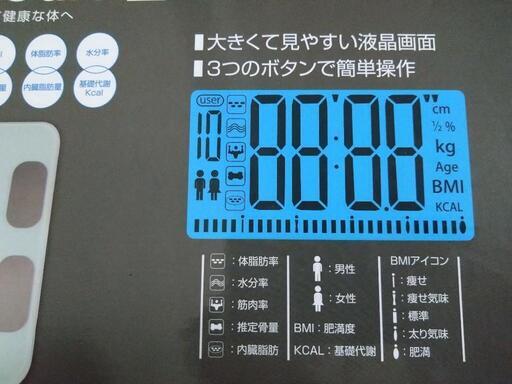 健康な体へ
体脂肪率
水分率
内臓脂肪量
基礎代謝
Kcal
大きくて見やすい液晶画面
3つのボタンで簡単操作
user
18
88:88
cm
½ %
kg
Age
BMI
KCAL
:体脂肪率
:水分率
:筋肉率
:推定骨量
:内臓脂肪
:男性
:女性
BMI:肥満度
KCAL:基礎代謝
BMIアイコン
:痩せ
:痩せ気味
:標準
:太り気味
:肥満